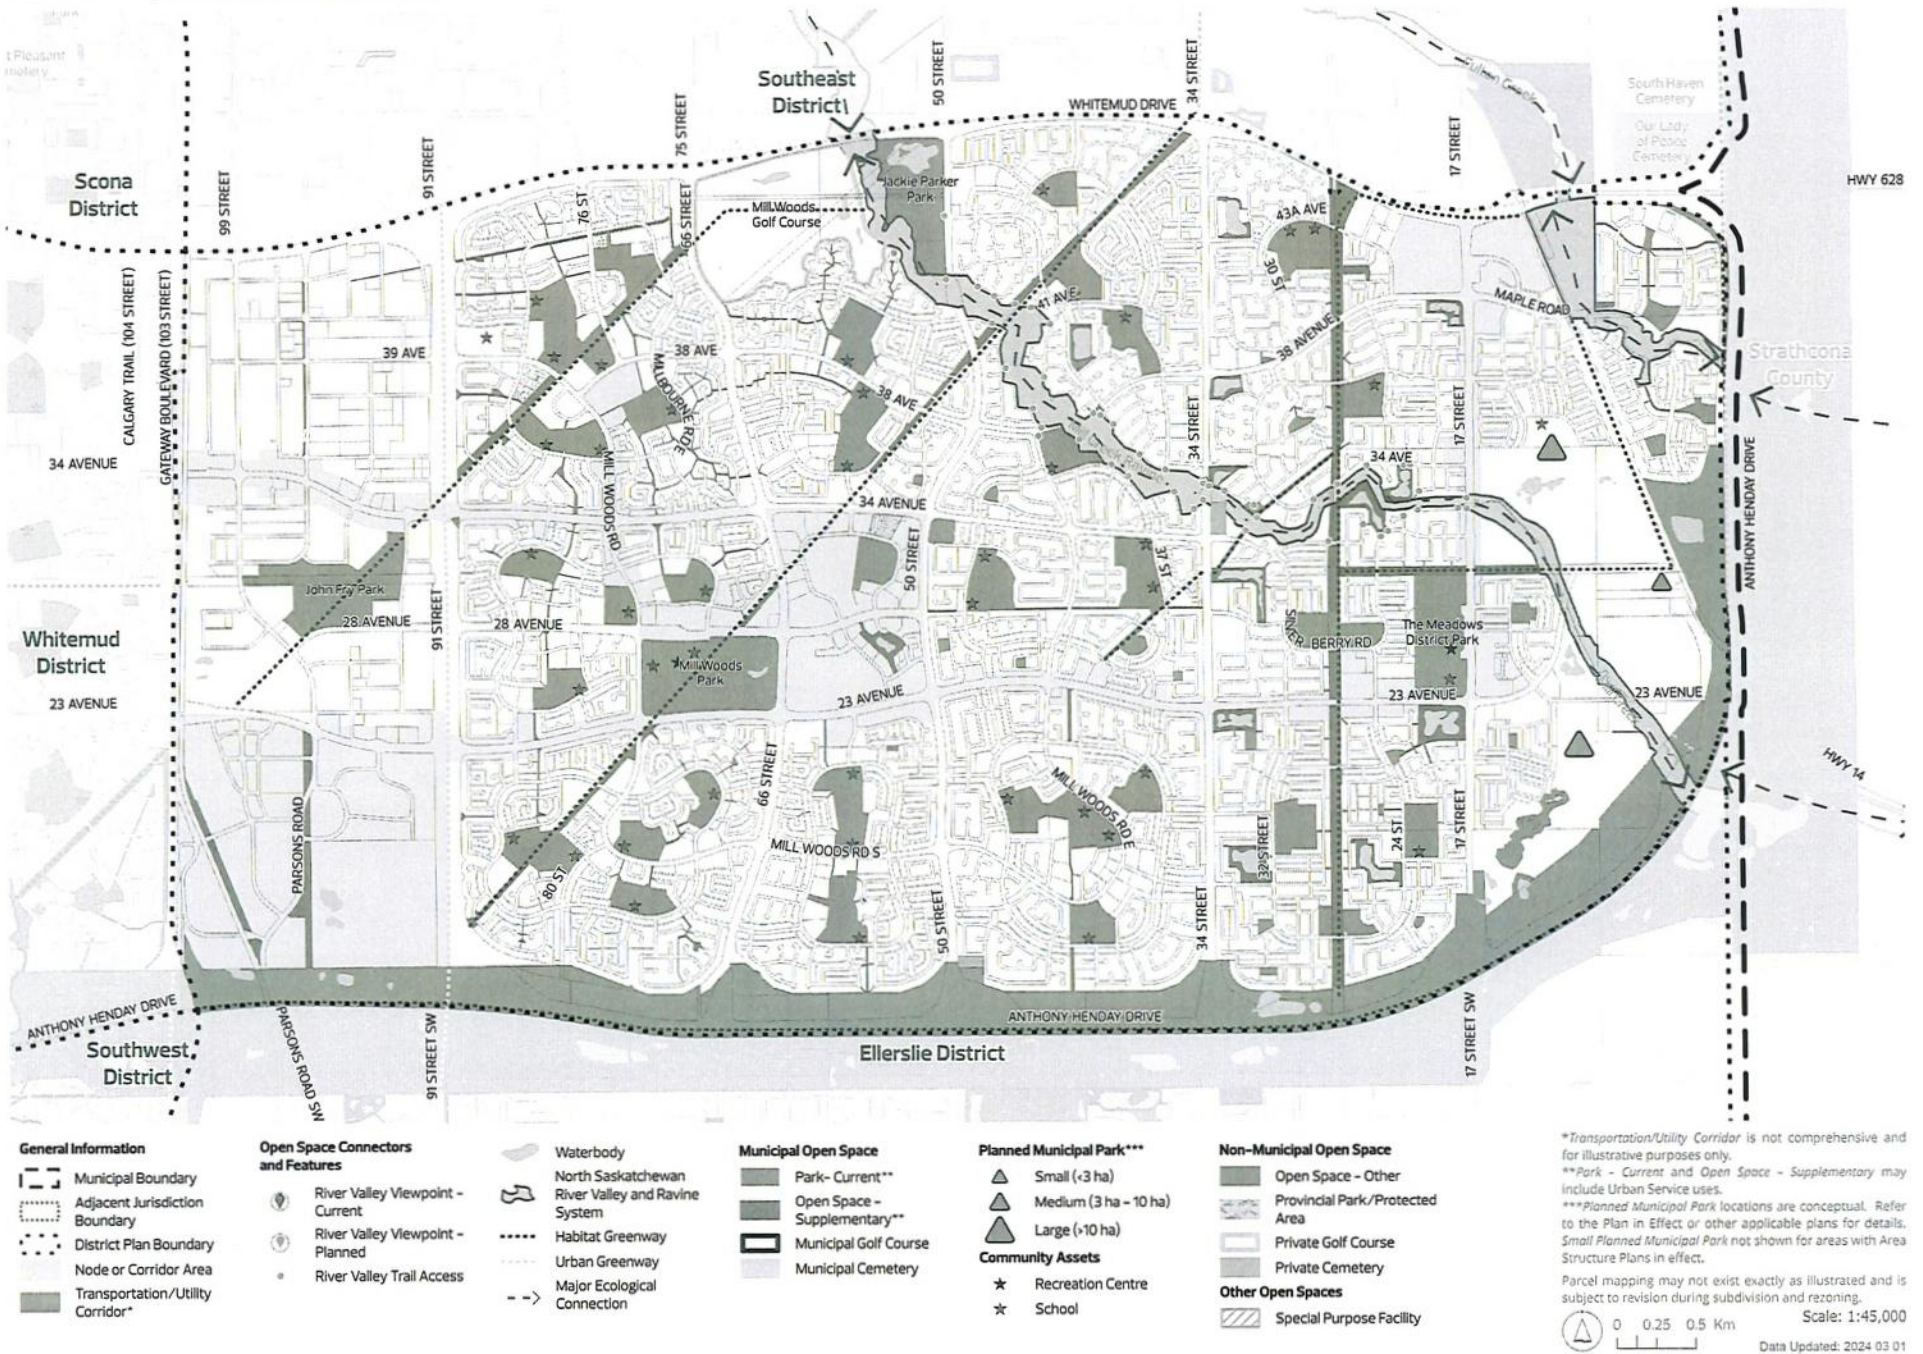 t Pleasant
Southeast
District
50 STREET
34 STREET
WHITEMUD DRIVE
Fulton Creek
South Haven
Cemetery
Our Lady
of Peace
Cemetery
HWY 628
Scona
District
99 STREET
91 STREET
75 STREET
66 STREET
76 ST
17 STREET
Jackie Parker
Park
Mill Woods
Golf Course
43A AVE
30 ST
41 AVE
MAPLE ROAD
38 AVENUE
Strathcona
County
CALGARY TRAIL (104 STREET)
GATEWAY BOULEVARD (103 STREET)
39 AVE
38 AVE
MILLBOURNE RD E
38 AVE
34 STREET
17 STREET
34 AVENUE
MILL WOODS RD
34 AVE
ANTHONY HENDAY DRIVE
34 AVENUE
50 STREET
37 ST
John Fry Park
28 AVENUE
91 STREET
28 AVENUE
SILVER BERRY RD
The Meadows
District Park
Whitemud
District
Mill Woods
Park
23 AVENUE
23 AVENUE
23 AVENUE
23 AVENUE
HWY 14
66 STREET
MILL WOODS RD E
PARSONS ROAD
MILL WOODS RD S
80 ST
32 STREET
24 ST
17 STREET
50 STREET
34 STREET
ANTHONY HENDAY DRIVE
ANTHONY HENDAY DRIVE
Southwest
District
PARSONS ROAD SW
91 STREET SW
Ellerslie District
17 STREET SW
General Information
Municipal Boundary
Adjacent Jurisdiction
Boundary
District Plan Boundary
Node or Corridor Area
Transportation/Utility
Corridor*
Open Space Connectors
and Features
River Valley Viewpoint –
Current
River Valley Viewpoint –
Planned
River Valley Trail Access
Waterbody
North Saskatchewan
River Valley and Ravine
System
Habitat Greenway
Urban Greenway
Major Ecological
Connection
Municipal Open Space
Park– Current**
Open Space –
Supplementary**
Municipal Golf Course
Municipal Cemetery
Planned Municipal Park***
Small (<3 ha)
Medium (3 ha – 10 ha)
Large (>10 ha)
Community Assets
Recreation Centre
School
Non-Municipal Open Space
Open Space – Other
Provincial Park/Protected
Area
Private Golf Course
Private Cemetery
Other Open Spaces
Special Purpose Facility
*Transportation/Utility Corridor is not comprehensive and
for illustrative purposes only.
**Park – Current and Open Space – Supplementary may
include Urban Service uses.
***Planned Municipal Park locations are conceptual. Refer
to the Plan in Effect or other applicable plans for details.
Small Planned Municipal Park not shown for areas with Area
Structure Plans in effect.
Parcel mapping may not exist exactly as illustrated and is
subject to revision during subdivision and rezoning.
0 0.25 0.5 Km
Scale: 1:45,000
Data Updated: 2024 03 01